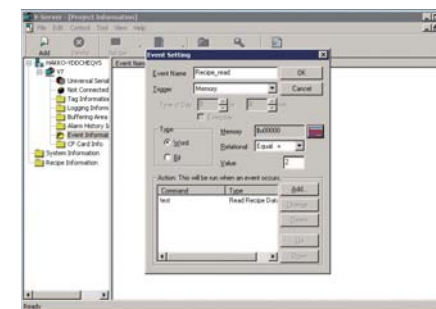 V-Server - [Project Information]
File Edit Control Tool View Help
Add
Event Setting
Event Name Recipe_read OK
Trigger Memory Cancel
Time of Day
Everyday
Type
Word
Bit
Memory $u00000
Relational Equal =
Value 2
Action: This will be run when an event occurs.
Command Type
test Read Recipe Data
Add...
Change...
Delete
Up
Down
V7
Universal Serial
Not Connected
Tag Information
Logging Inform
Buffering Area
Alarm History
Event Informat
CF Card Info
System Information
Recipe Information
Event Name
Ready